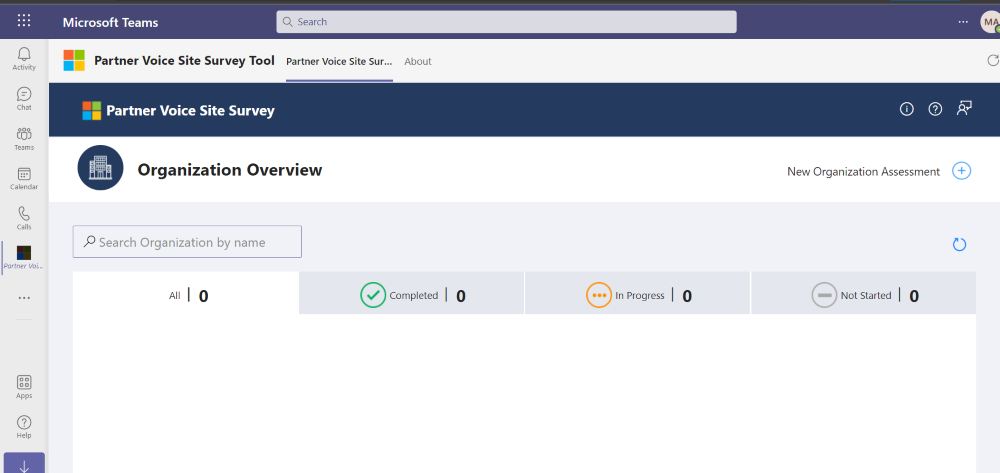 Microsoft Teams
Search
MA
Activity
Chat
Teams
Calendar
Calls
Partner Voi...
Apps
Help
Partner Voice Site Survey Tool
Partner Voice Site Sur...
About
Partner Voice Site Survey
Organization Overview
New Organization Assessment
Search Organization by name
All | 0
Completed | 0
In Progress | 0
Not Started | 0